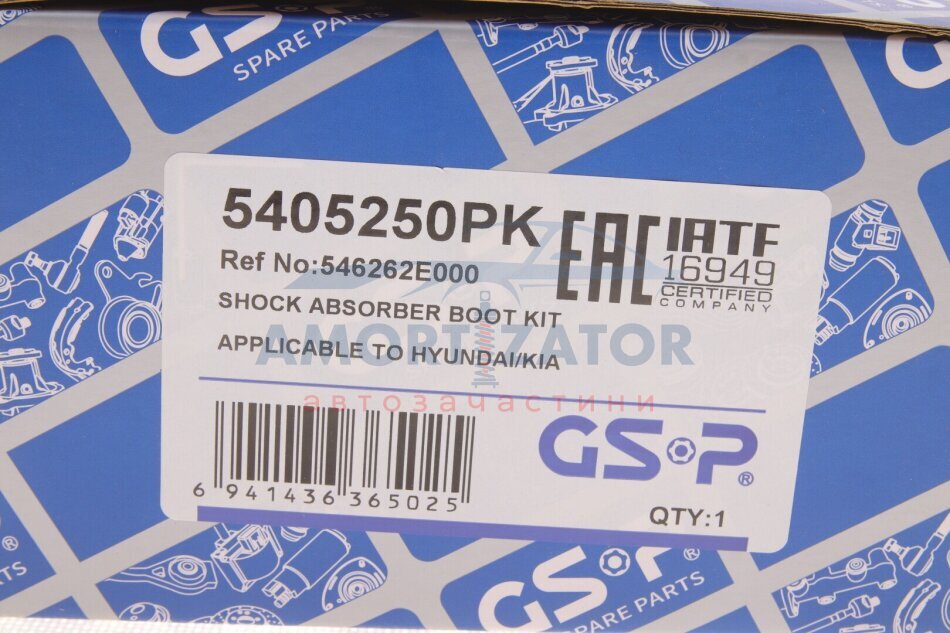 GSP
SPARE PARTS
5405250PK
EAC
IATF
16949
CERTIFIED
COMPANY
Ref No:546262E000
SHOCK ABSORBER BOOT KIT
APPLICABLE TO HYUNDAI/KIA
AMORTIZATOR
автозапчастини
6 941436 365025
GSP®
QTY:1
GSP
SPARE PARTS
PARTS